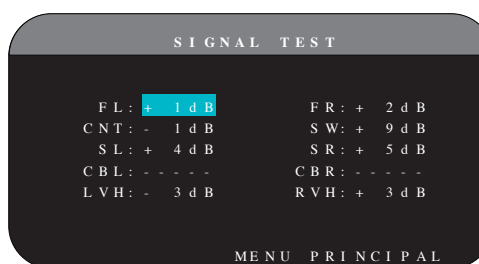 SIGNAL TEST
FL: + 1dB FR: + 2dB
CNT: - 1dB SW: + 9dB
SL: + 4dB SR: + 5dB
CBL: - - - - - CBR: - - - - -
LVH: - 3dB RVH: + 3dB
MENU PRINCIPAL